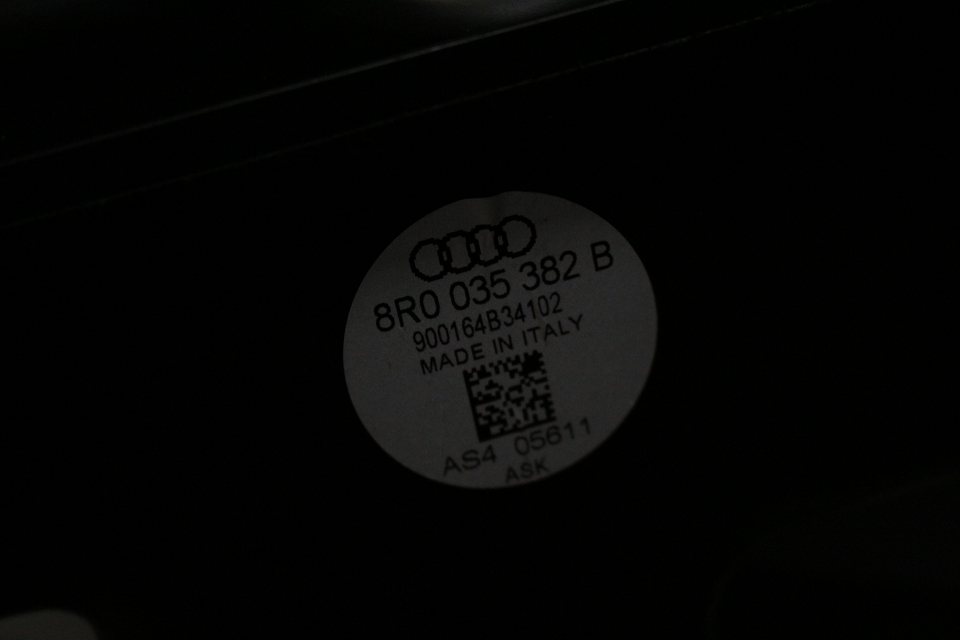 8R0 035 382 B
900164B34102
MADE IN ITALY
AS4 05611
ASK